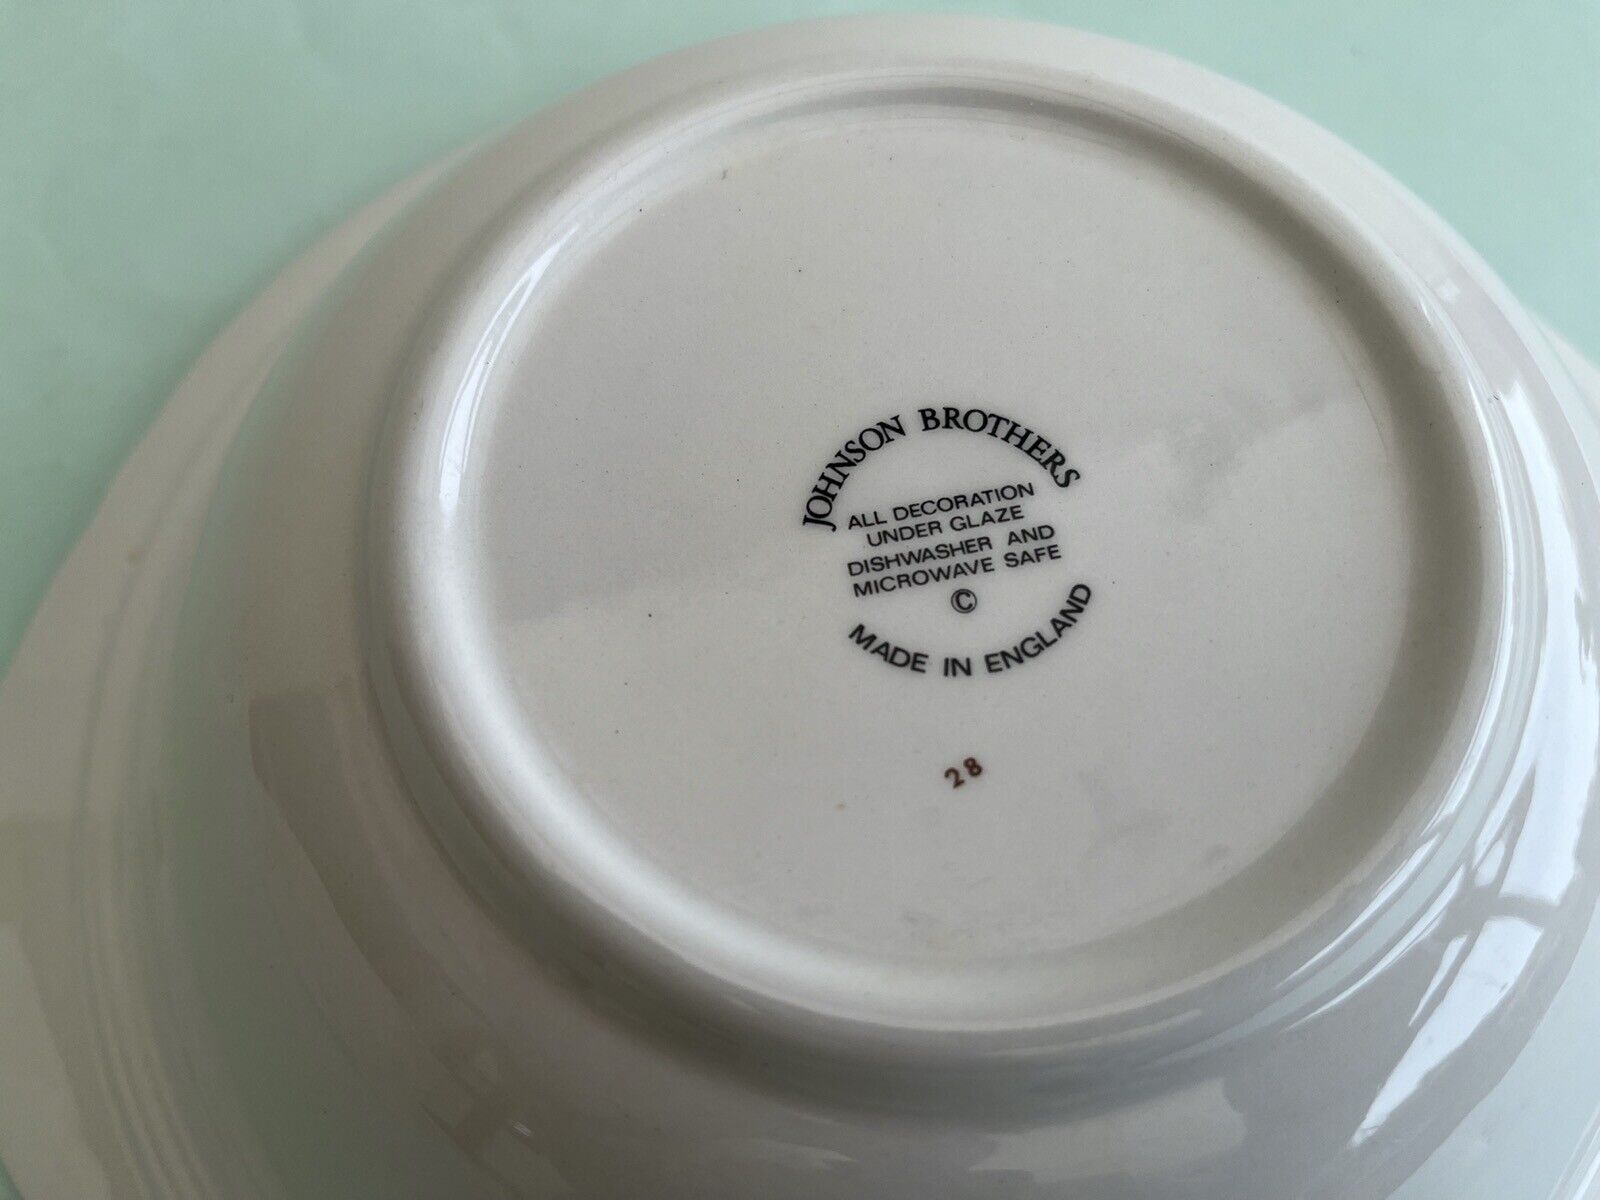 JOHNSON BROTHERS
ALL DECORATION
UNDER GLAZE
DISHWASHER AND
MICROWAVE SAFE
©
MADE IN ENGLAND
28